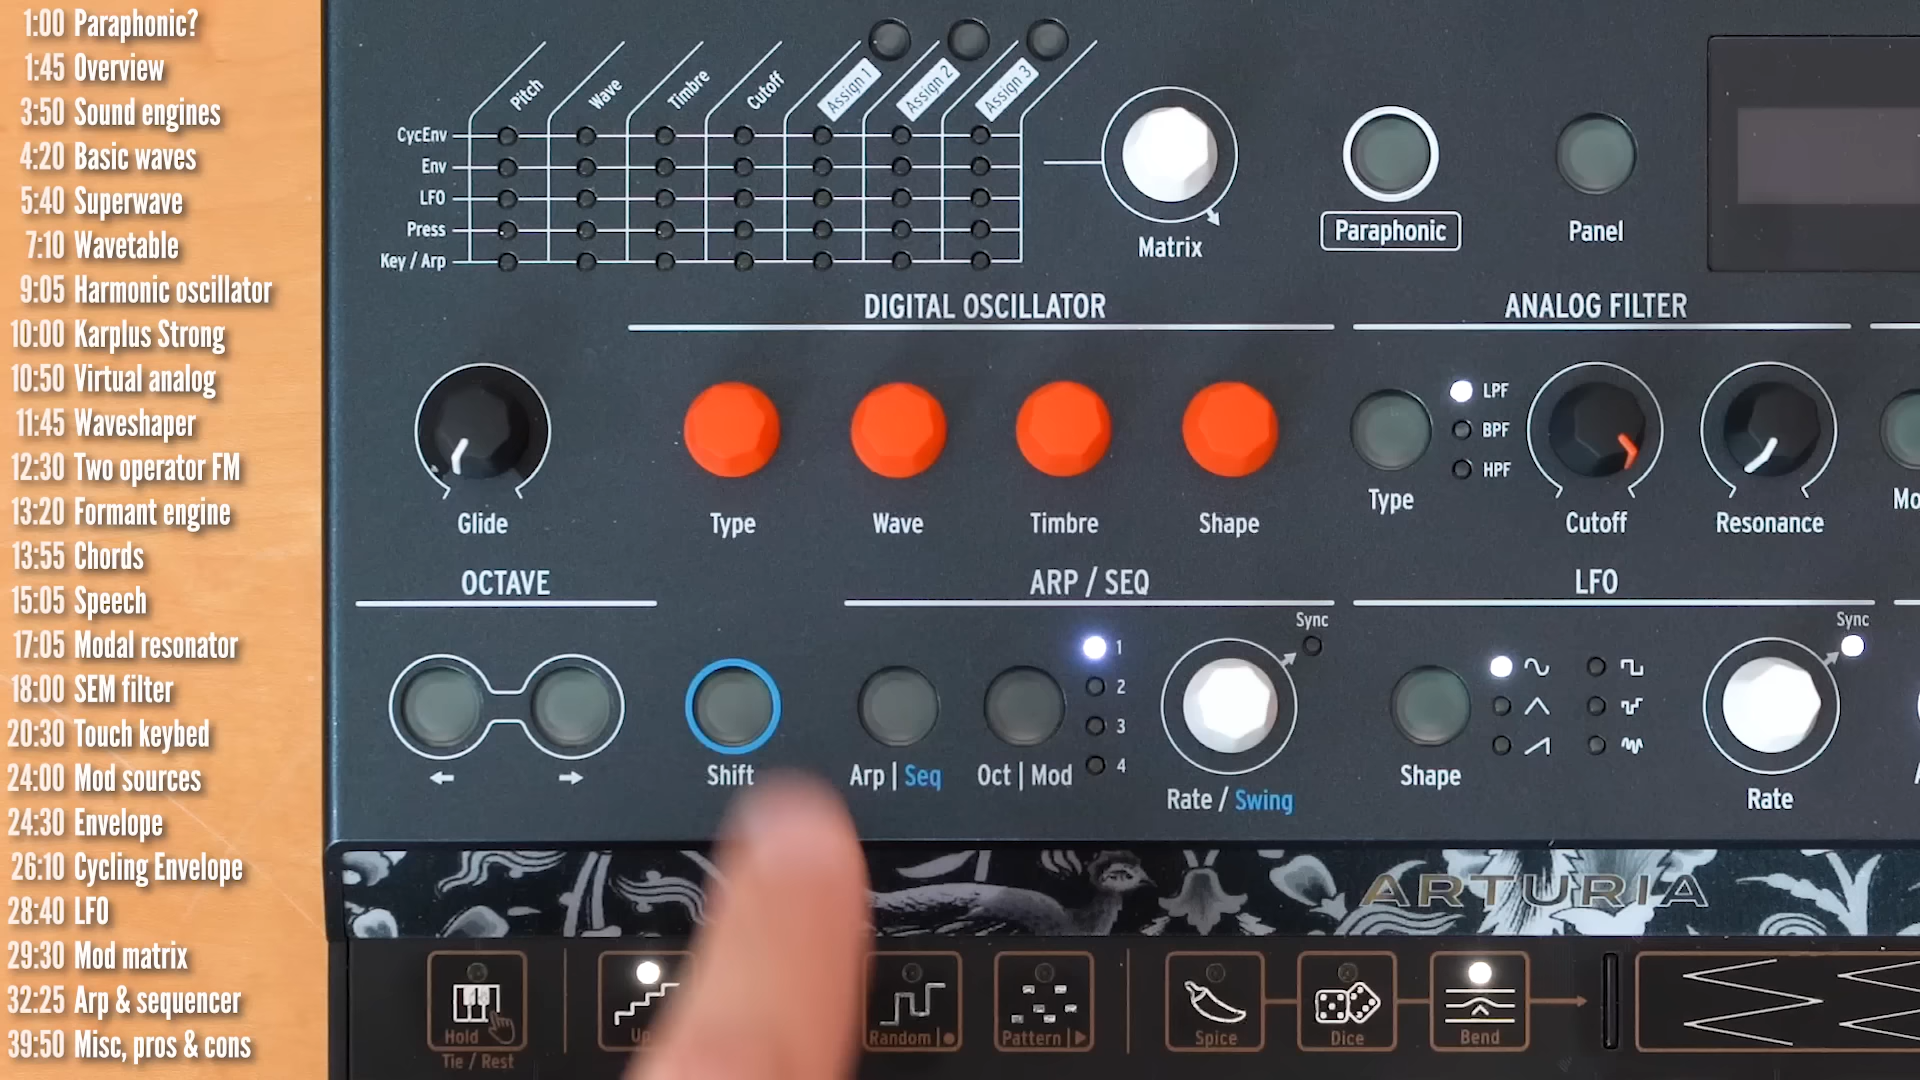 1:00 Paraphonic?
1:45 Overview
3:50 Sound engines
4:20 Basic waves
5:40 Superwave
7:10 Wavetable
9:05 Harmonic oscillator
10:00 Karplus Strong
10:50 Virtual analog
11:45 Waveshaper
12:30 Two operator FM
13:20 Formant engine
13:55 Chords
15:05 Speech
17:05 Modal resonator
18:00 SEM filter
20:30 Touch keybed
24:00 Mod sources
24:30 Envelope
26:10 Cycling Envelope
28:40 LFO
29:30 Mod matrix
32:25 Arp & sequencer
39:50 Misc, pros & cons
Pitch Wave Timbre Cutoff Assign 1 Assign 2 Assign 3
CycEnv
Env
LFO
Press
Key / Arp
Matrix
Paraphonic
Panel
DIGITAL OSCILLATOR
ANALOG FILTER
Glide
Type
Wave
Timbre
Shape
Type
LPF
BPF
HPF
Cutoff
Resonance
OCTAVE
ARP / SEQ
LFO
Shift
Arp | Seq
Oct | Mod
1
2
3
4
Sync
Rate / Swing
Shape
Sync
Rate
ARTURIA
Hold
Tie / Rest
Random
Pattern
Spice
Dice
Bend